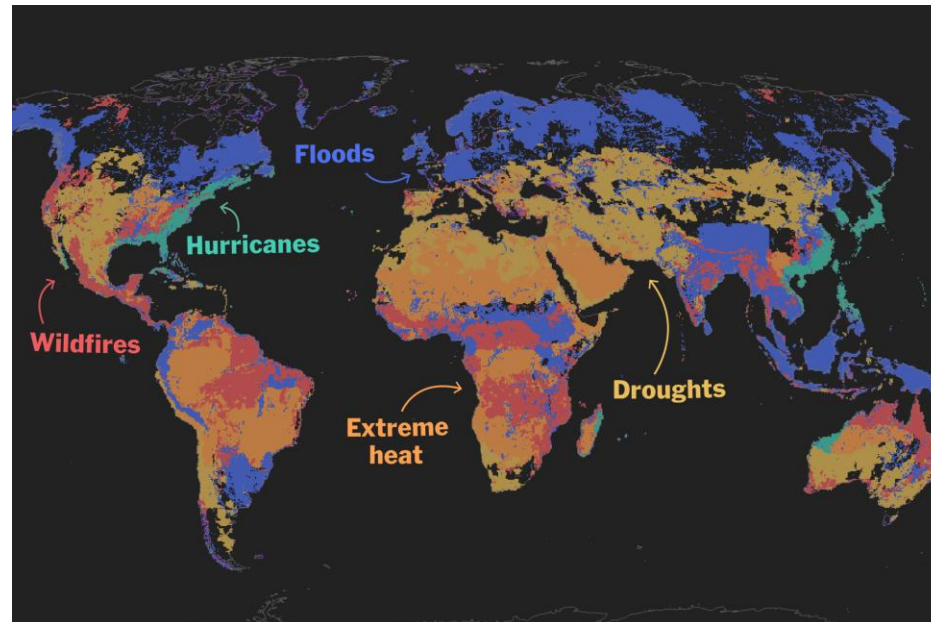 Floods
Hurricanes
Wildfires
Droughts
Extreme
heat